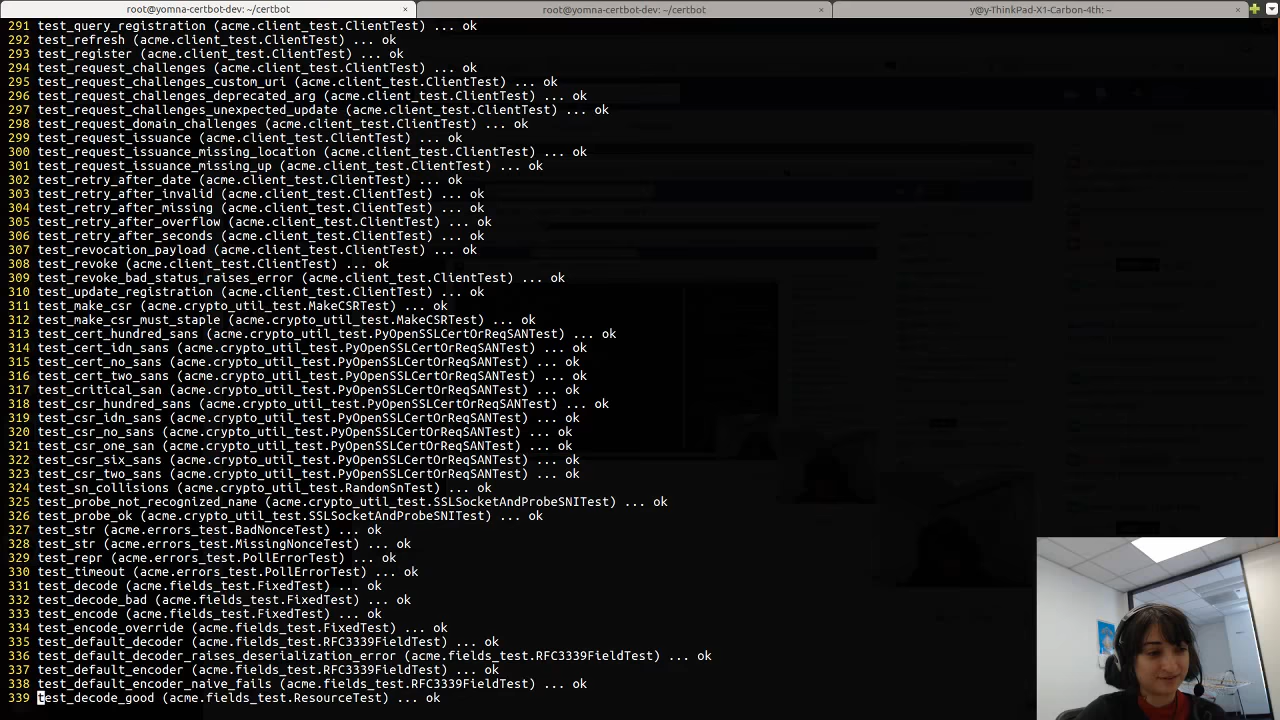 root@yomna-certbot-dev: ~/certbot × root@yomna-certbot-dev: ~/certbot × y@y-ThinkPad-X1-Carbon-4th: ~ ×
291 test_query_registration (acme.client_test.ClientTest) ... ok
292 test_refresh (acme.client_test.ClientTest) ... ok
293 test_register (acme.client_test.ClientTest) ... ok
294 test_request_challenges (acme.client_test.ClientTest) ... ok
295 test_request_challenges_custom_uri (acme.client_test.ClientTest) ... ok
296 test_request_challenges_deprecated_arg (acme.client_test.ClientTest) ... ok
297 test_request_challenges_unexpected_update (acme.client_test.ClientTest) ... ok
298 test_request_domain_challenges (acme.client_test.ClientTest) ... ok
299 test_request_issuance (acme.client_test.ClientTest) ... ok
300 test_request_issuance_missing_location (acme.client_test.ClientTest) ... ok
301 test_request_issuance_missing_up (acme.client_test.ClientTest) ... ok
302 test_retry_after_date (acme.client_test.ClientTest) ... ok
303 test_retry_after_invalid (acme.client_test.ClientTest) ... ok
304 test_retry_after_missing (acme.client_test.ClientTest) ... ok
305 test_retry_after_overflow (acme.client_test.ClientTest) ... ok
306 test_retry_after_seconds (acme.client_test.ClientTest) ... ok
307 test_revocation_payload (acme.client_test.ClientTest) ... ok
308 test_revoke (acme.client_test.ClientTest) ... ok
309 test_revoke_bad_status_raises_error (acme.client_test.ClientTest) ... ok
310 test_update_registration (acme.client_test.ClientTest) ... ok
311 test_make_csr (acme.crypto_util_test.MakeCSRTest) ... ok
312 test_make_csr_must_staple (acme.crypto_util_test.MakeCSRTest) ... ok
313 test_cert_hundred_sans (acme.crypto_util_test.PyOpenSSLCertOrReqSANTest) ... ok
314 test_cert_idn_sans (acme.crypto_util_test.PyOpenSSLCertOrReqSANTest) ... ok
315 test_cert_no_sans (acme.crypto_util_test.PyOpenSSLCertOrReqSANTest) ... ok
316 test_cert_two_sans (acme.crypto_util_test.PyOpenSSLCertOrReqSANTest) ... ok
317 test_critical_san (acme.crypto_util_test.PyOpenSSLCertOrReqSANTest) ... ok
318 test_csr_hundred_sans (acme.crypto_util_test.PyOpenSSLCertOrReqSANTest) ... ok
319 test_csr_idn_sans (acme.crypto_util_test.PyOpenSSLCertOrReqSANTest) ... ok
320 test_csr_no_sans (acme.crypto_util_test.PyOpenSSLCertOrReqSANTest) ... ok
321 test_csr_one_san (acme.crypto_util_test.PyOpenSSLCertOrReqSANTest) ... ok
322 test_csr_six_sans (acme.crypto_util_test.PyOpenSSLCertOrReqSANTest) ... ok
323 test_csr_two_sans (acme.crypto_util_test.PyOpenSSLCertOrReqSANTest) ... ok
324 test_sn_collisions (acme.crypto_util_test.RandomSnTest) ... ok
325 test_probe_not_recognized_name (acme.crypto_util_test.SSLSocketAndProbeSNITest) ... ok
326 test_probe_ok (acme.crypto_util_test.SSLSocketAndProbeSNITest) ... ok
327 test_str (acme.errors_test.BadNonceTest) ... ok
328 test_str (acme.errors_test.MissingNonceTest) ... ok
329 test_repr (acme.errors_test.PollErrorTest) ... ok
330 test_timeout (acme.errors_test.PollErrorTest) ... ok
331 test_decode (acme.fields_test.FixedTest) ... ok
332 test_decode_bad (acme.fields_test.FixedTest) ... ok
333 test_encode (acme.fields_test.FixedTest) ... ok
334 test_encode_override (acme.fields_test.FixedTest) ... ok
335 test_default_decoder (acme.fields_test.RFC3339FieldTest) ... ok
336 test_default_decoder_raises_deserialization_error (acme.fields_test.RFC3339FieldTest) ... ok
337 test_default_encoder (acme.fields_test.RFC3339FieldTest) ... ok
338 test_default_encoder_naive_fails (acme.fields_test.RFC3339FieldTest) ... ok
339 test_decode_good (acme.fields_test.ResourceTest) ... ok